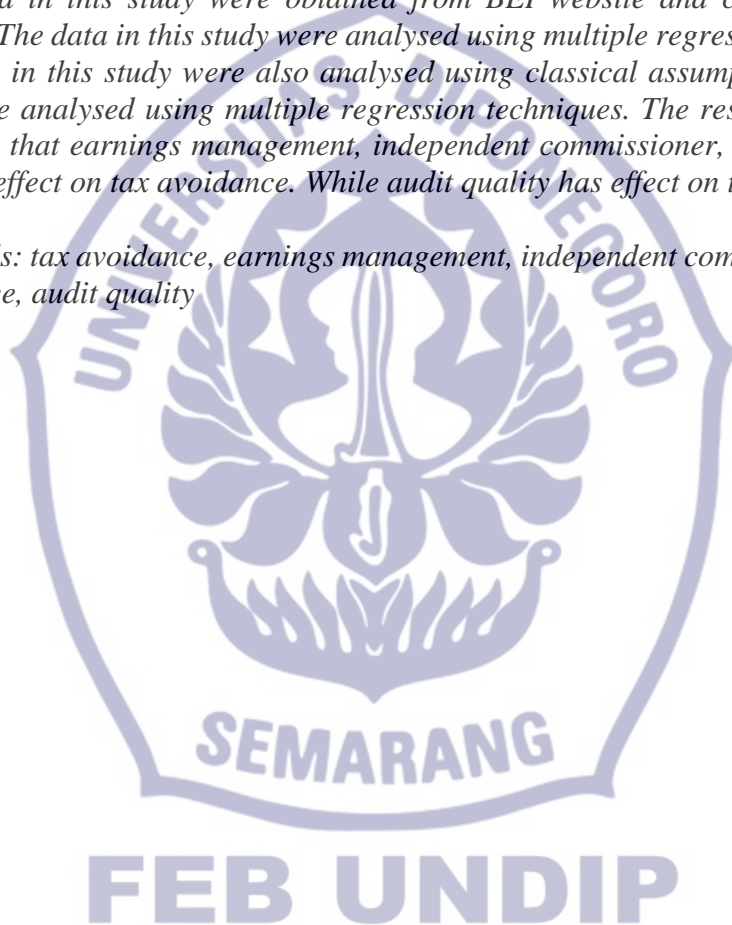 in this study were obtained from BEI website and
The data in this study were analysed using multiple regres
in this study were also analysed using classical assump
analysed using multiple regression techniques. The res
that earnings management, independent commissioner,
effect on tax avoidance. While audit quality has effect on
s: tax avoidance, earnings management, independent com
e, audit quality
UNIVERSITAS DIPONEGORO
SEMARANG
FEB UNDIP